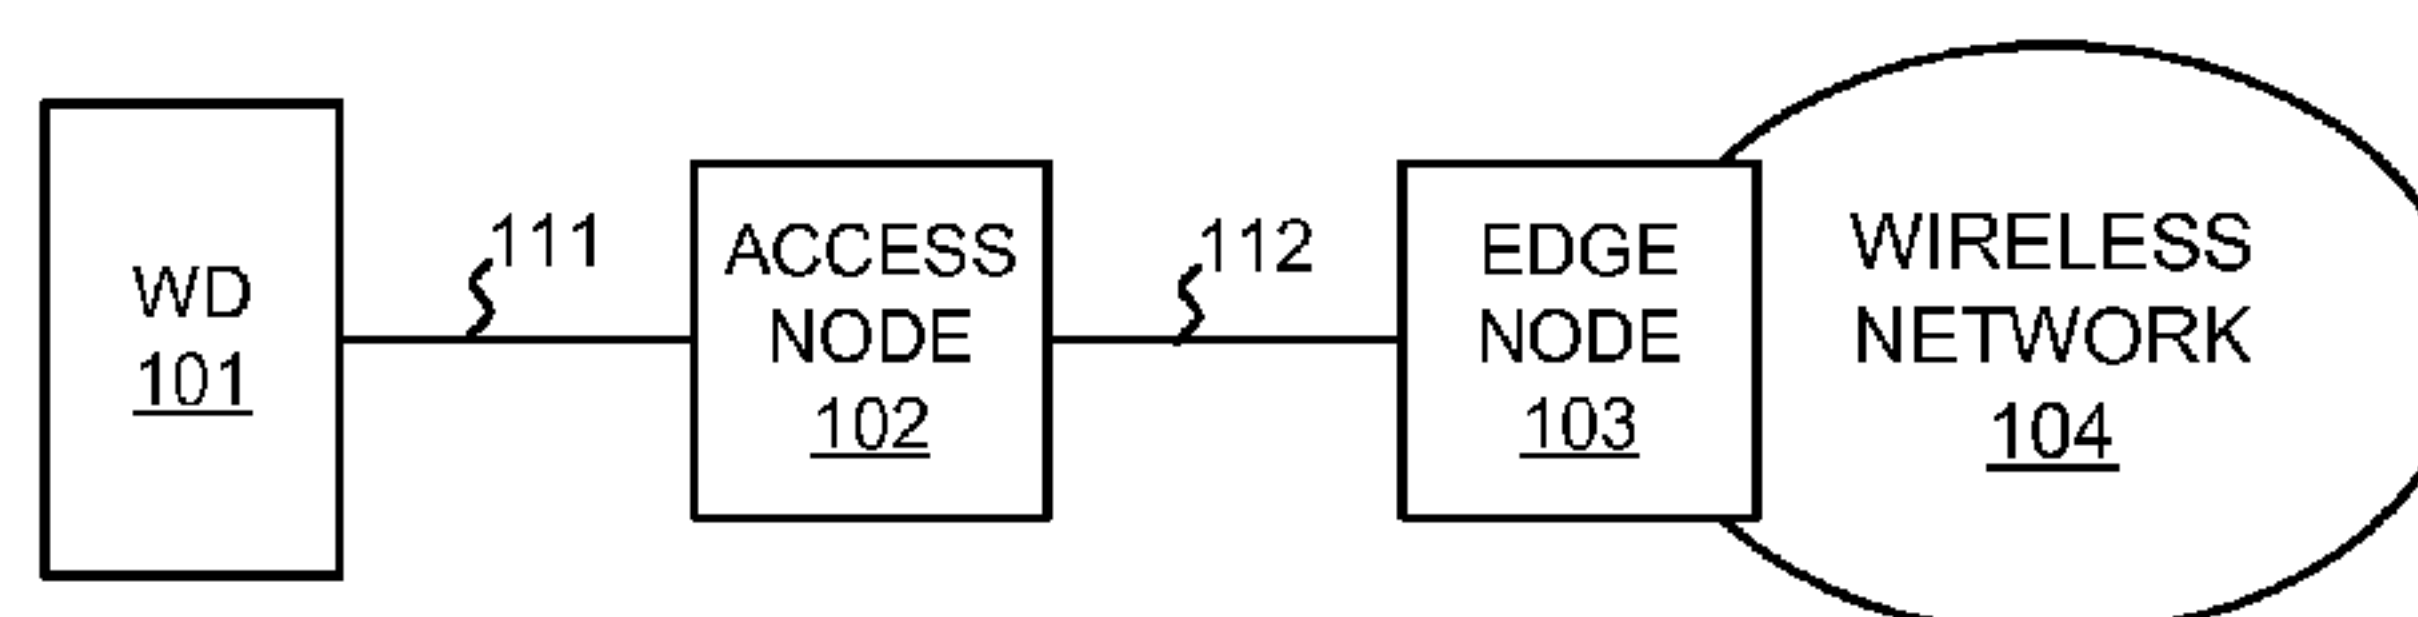 WD
101
111
ACCESS
NODE
102
112
EDGE
NODE
103
WIRELESS
NETWORK
104